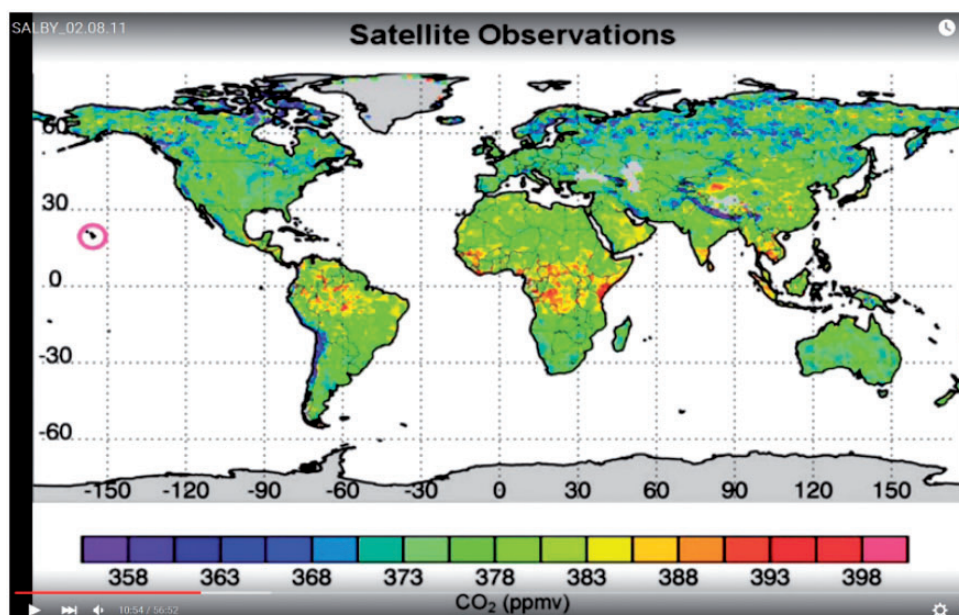 SALBY_02.08.11
Satellite Observations
60
30
0
-30
-60
-150 -120 -90 -60 -30 0 30 60 90 120 150
358 363 368 373 378 383 388 393 398
CO₂ (ppmv)
10:54 / 56:52